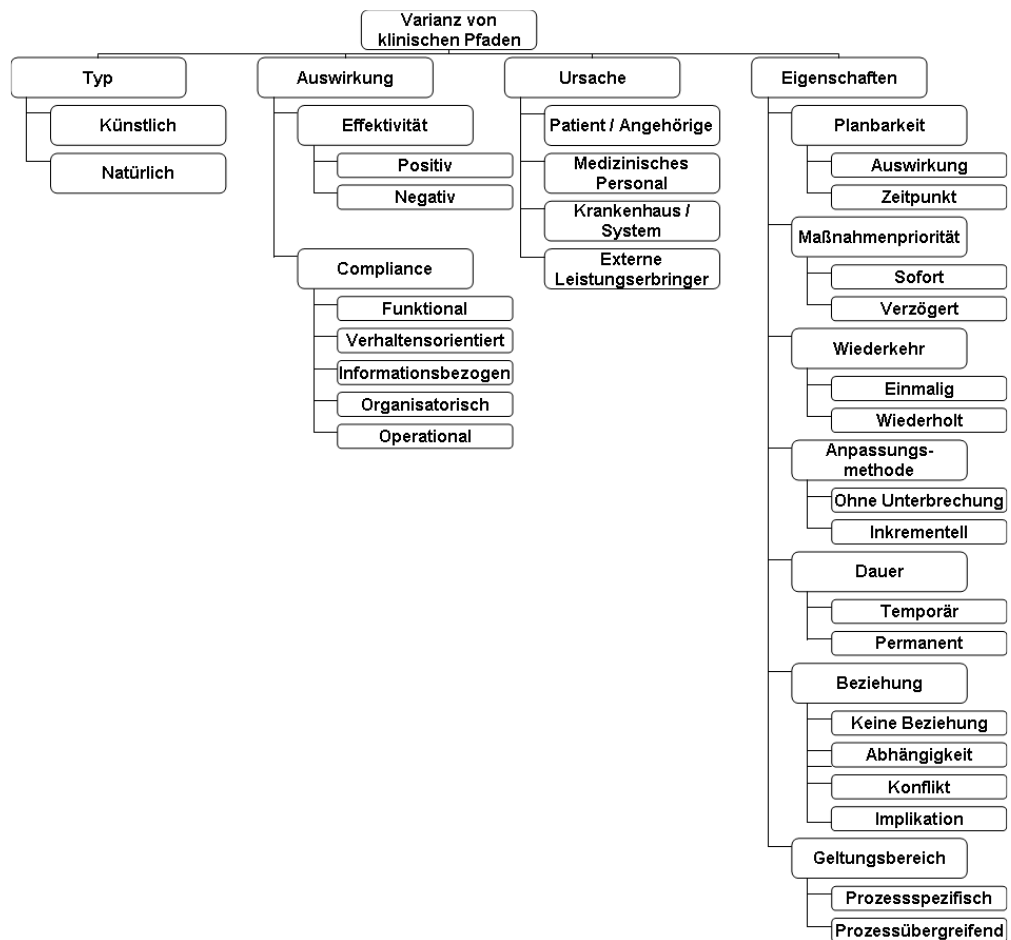 Varianz von
klinischen Pfaden
Typ
Künstlich
Natürlich
Auswirkung
Effektivität
Positiv
Negativ
Compliance
Funktional
Verhaltensorientiert
Informationsbezogen
Organisatorisch
Operational
Ursache
Patient / Angehörige
Medizinisches
Personal
Krankenhaus /
System
Externe
Leistungserbringer
Eigenschaften
Planbarkeit
Auswirkung
Zeitpunkt
Maßnahmenpriorität
Sofort
Verzögert
Wiederkehr
Einmalig
Wiederholt
Anpassungs-
methode
Ohne Unterbrechung
Inkrementell
Dauer
Temporär
Permanent
Beziehung
Keine Beziehung
Abhängigkeit
Konflikt
Implikation
Geltungsbereich
Prozessspezifisch
Prozessübergreifend